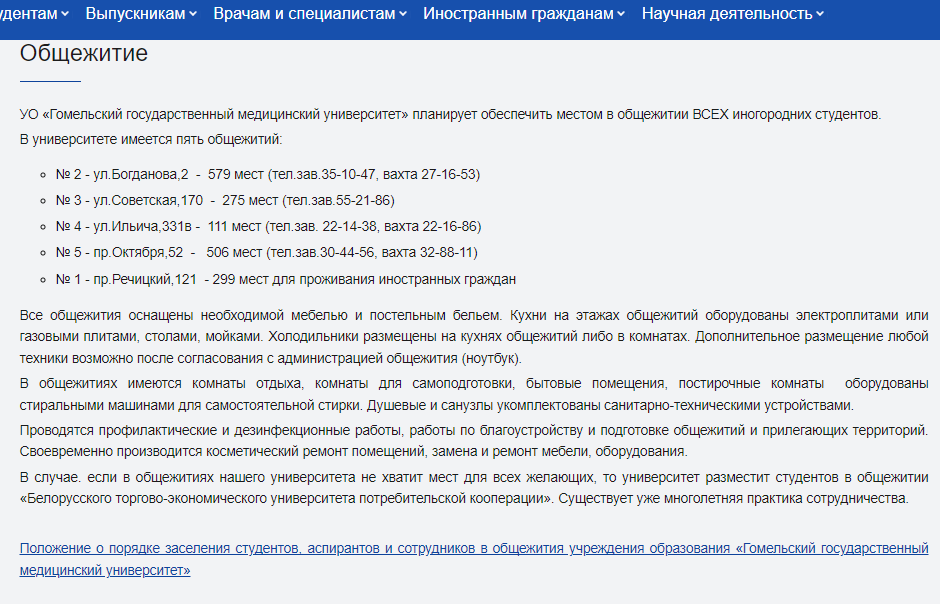 удентам Выпускникам Врачам и специалистам Иностранным гражданам Научная деятельность
Общежитие
УО «Гомельский государственный медицинский университет» планирует обеспечить местом в общежитии ВСЕХ иногородних студентов.
В университете имеется пять общежитий:
№ 2 - ул.Богданова,2 - 579 мест (тел.зав.35-10-47, вахта 27-16-53)
№ 3 - ул.Советская,170 - 275 мест (тел.зав.55-21-86)
№ 4 - ул.Ильича,331в - 111 мест (тел.зав. 22-14-38, вахта 22-16-86)
№ 5 - пр.Октября,52 - 506 мест (тел.зав.30-44-56, вахта 32-88-11)
№ 1 - пр.Речицкий,121 - 299 мест для проживания иностранных граждан
Все общежития оснащены необходимой мебелью и постельным бельем. Кухни на этажах общежитий оборудованы электроплитами или
газовыми плитами, столами, мойками. Холодильники размещены на кухнях общежитий либо в комнатах. Дополнительное размещение любой
техники возможно после согласования с администрацией общежития (ноутбук).
В общежитиях имеются комнаты отдыха, комнаты для самоподготовки, бытовые помещения, постирочные комнаты оборудованы
стиральными машинами для самостоятельной стирки. Душевые и санузлы укомплектованы санитарно-техническими устройствами.
Проводятся профилактические и дезинфекционные работы, работы по благоустройству и подготовке общежитий и прилегающих территорий.
Своевременно производится косметический ремонт помещений, замена и ремонт мебели, оборудования.
В случае. если в общежитиях нашего университета не хватит мест для всех желающих, то университет разместит студентов в общежитии
«Белорусского торгово-экономического университета потребительской кооперации». Существует уже многолетняя практика сотрудничества.
Положение о порядке заселения студентов, аспирантов и сотрудников в общежития учреждения образования «Гомельский государственный
медицинский университет»